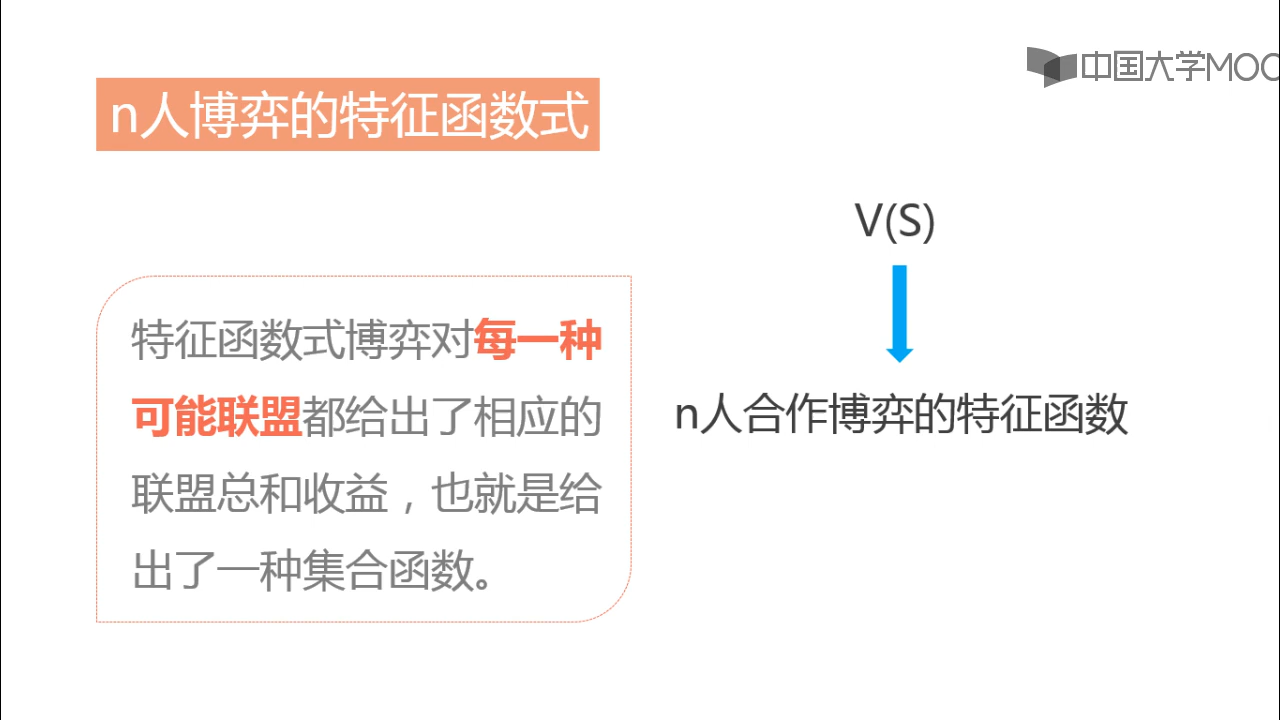 中国大学MOO
n人博弈的特征函数式
V(S)
特征函数式博弈对每一种
可能联盟都给出了相应的
联盟总和收益，也就是给
出了一种集合函数。
n人合作博弈的特征函数